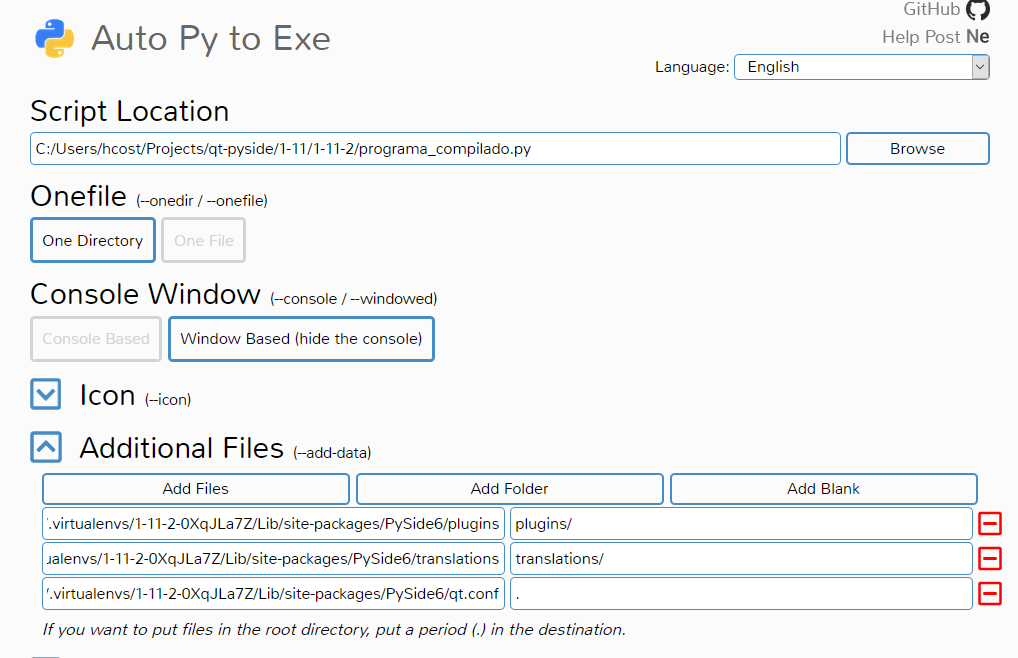 GitHub
Auto Py to Exe
Help Post Ne
Language: English
Script Location
C:/Users/hcost/Projects/qt-pyside/1-11/1-11-2/programa_compilado.py Browse
Onefile (--onedir / --onefile)
One Directory One File
Console Window (--console / --windowed)
Console Based Window Based (hide the console)
Icon (--icon)
Additional Files (--add-data)
Add Files Add Folder Add Blank
.virtualenvs/1-11-2-0XqJLa7Z/Lib/site-packages/PySide6/plugins plugins/
ualenvs/1-11-2-0XqJLa7Z/Lib/site-packages/PySide6/translations translations/
/.virtualenvs/1-11-2-0XqJLa7Z/Lib/site-packages/PySide6/qt.conf .
If you want to put files in the root directory, put a period (.) in the destination.